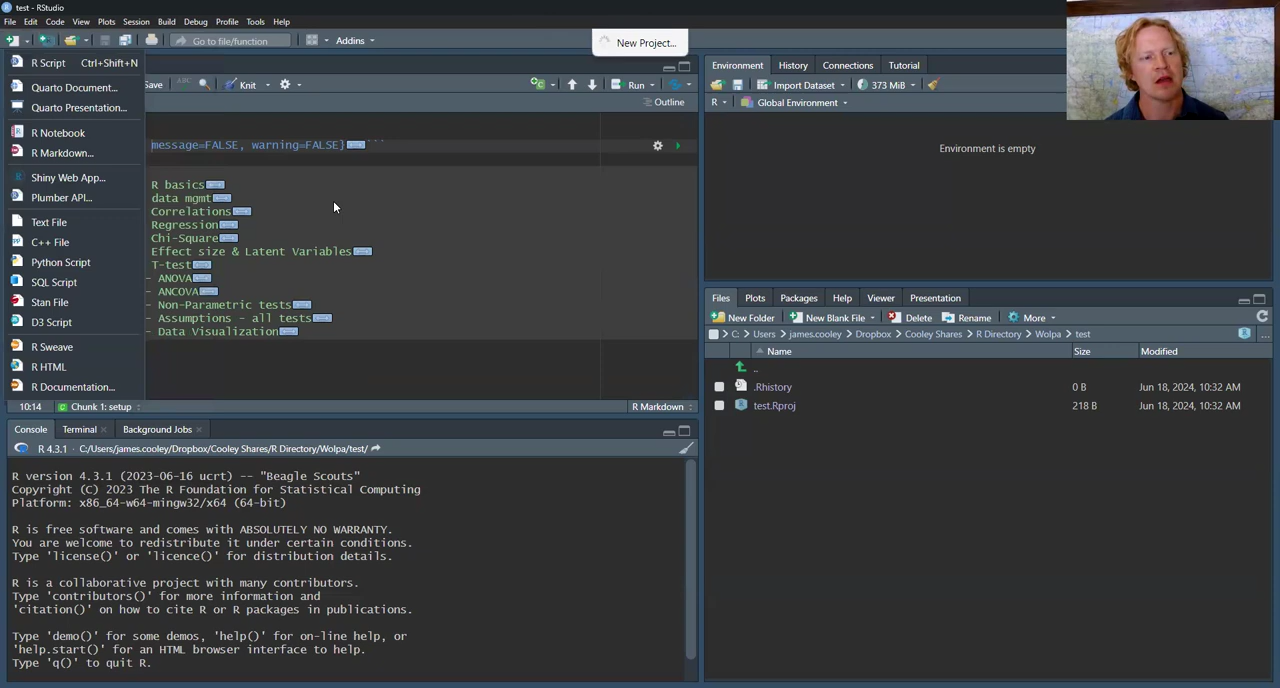 test - RStudio
File Edit Code View Plots Session Build Debug Profile Tools Help
Go to file/function
Addins
New Project...
R Script Ctrl+Shift+N
Quarto Document...
Quarto Presentation...
R Notebook
R Markdown...
Shiny Web App...
Plumber API...
Text File
C++ File
Python Script
SQL Script
Stan File
D3 Script
R Sweave
R HTML
R Documentation...
Save ABC Knit Run
Outline
message=FALSE, warning=FALSE} ```
R basics
data mgmt
Correlations
Regression
Chi-Square
Effect size & Latent Variables
T-test
- ANOVA
- ANCOVA
- Non-Parametric tests
- Assumptions - all tests
- Data Visualization
10:14 Chunk 1: setup R Markdown
Console Terminal Background Jobs
R 4.3.1 · C:/Users/james.cooley/Dropbox/Cooley Shares/R Directory/Wolpa/test/
R version 4.3.1 (2023-06-16 ucrt) -- "Beagle Scouts"
Copyright (C) 2023 The R Foundation for Statistical Computing
Platform: x86_64-w64-mingw32/x64 (64-bit)
R is free software and comes with ABSOLUTELY NO WARRANTY.
You are welcome to redistribute it under certain conditions.
Type 'license()' or 'licence()' for distribution details.
R is a collaborative project with many contributors.
Type 'contributors()' for more information and
'citation()' on how to cite R or R packages in publications.
Type 'demo()' for some demos, 'help()' for on-line help, or
'help.start()' for an HTML browser interface to help.
Type 'q()' to quit R.
Environment History Connections Tutorial
Import Dataset 373 MiB
R Global Environment
Environment is empty
Files Plots Packages Help Viewer Presentation
New Folder New Blank File Delete Rename More
C: Users james.cooley Dropbox Cooley Shares R Directory Wolpa test
Name Size Modified
..
.Rhistory 0 B Jun 18, 2024, 10:32 AM
test.Rproj 218 B Jun 18, 2024, 10:32 AM